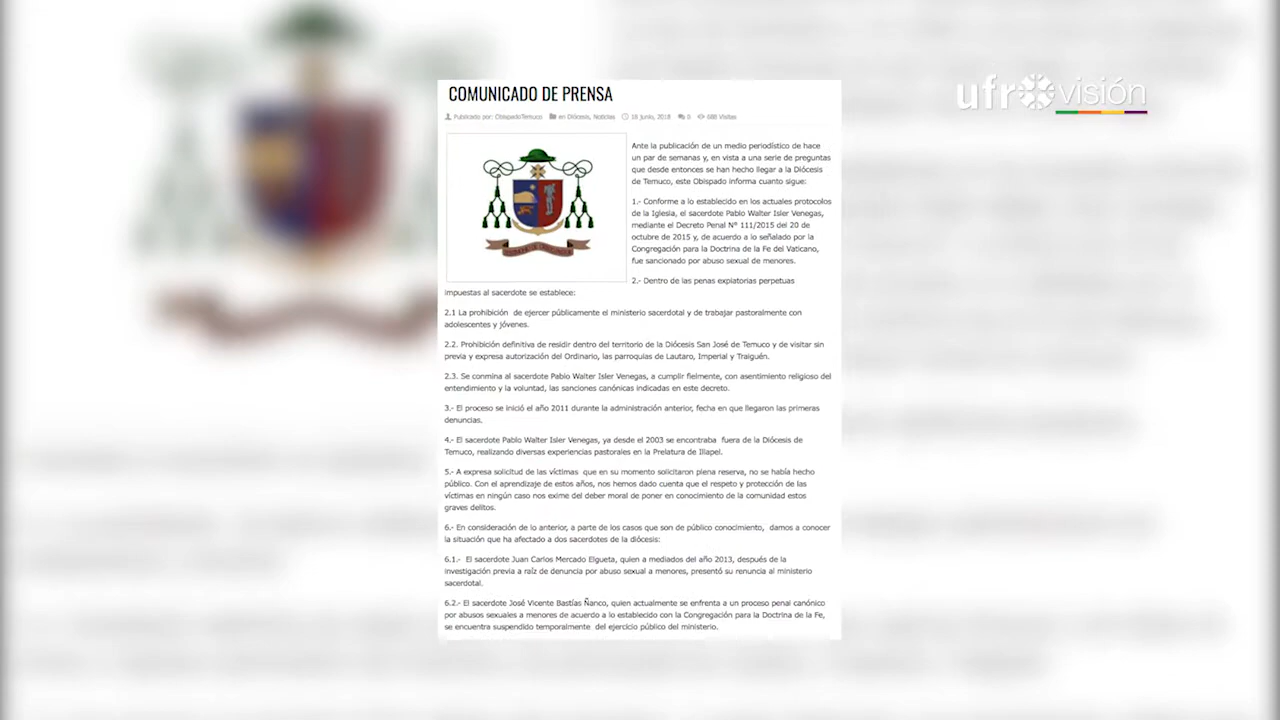 COMUNICADO DE PRENSA
Publicado por: ObispadoTemuco en Diócesis, Noticias 18 junio, 2018 0 688 Visitas
ufro visión
Ante la publicación de un medio periodístico de hace
un par de semanas y, en vista a una serie de preguntas
que desde entonces se han hecho llegar a la Diócesis
de Temuco, este Obispado informa cuanto sigue:
1.- Conforme a lo establecido en los actuales protocolos
de la Iglesia, el sacerdote Pablo Walter Isler Venegas,
mediante el Decreto Penal N° 111/2015 del 20 de
octubre de 2015 y, de acuerdo a lo señalado por la
Congregación para la Doctrina de la Fe del Vaticano,
fue sancionado por abuso sexual de menores.
2.- Dentro de las penas expiatorias perpetuas
impuestas al sacerdote se establece:
2.1 La prohibición de ejercer públicamente el ministerio sacerdotal y de trabajar pastoralmente con
adolescentes y jóvenes.
2.2. Prohibición definitiva de residir dentro del territorio de la Diócesis San José de Temuco y de visitar sin
previa y expresa autorización del Ordinario, las parroquias de Lautaro, Imperial y Traiguén.
2.3. Se conmina al sacerdote Pablo Walter Isler Venegas, a cumplir fielmente, con asentimiento religioso del
entendimiento y la voluntad, las sanciones canónicas indicadas en este decreto.
3.- El proceso se inició el año 2011 durante la administración anterior, fecha en que llegaron las primeras
denuncias.
4.- El sacerdote Pablo Walter Isler Venegas, ya desde el 2003 se encontraba fuera de la Diócesis de
Temuco, realizando diversas experiencias pastorales en la Prelatura de Illapel.
5.- A expresa solicitud de las víctimas que en su momento solicitaron plena reserva, no se había hecho
público. Con el aprendizaje de estos años, nos hemos dado cuenta que el respeto y protección de las
víctimas en ningún caso nos exime del deber moral de poner en conocimiento de la comunidad estos
graves delitos.
6.- En consideración de lo anterior, a parte de los casos que son de público conocimiento, damos a conocer
la situación que ha afectado a dos sacerdotes de la diócesis:
6.1.- El sacerdote Juan Carlos Mercado Elgueta, quien a mediados del año 2013, después de la
investigación previa a raíz de denuncia por abuso sexual a menores, presentó su renuncia al ministerio
sacerdotal.
6.2.- El sacerdote José Vicente Bastías Ñanco, quien actualmente se enfrenta a un proceso penal canónico
por abusos sexuales a menores de acuerdo a lo establecido con la Congregación para la Doctrina de la Fe,
se encuentra suspendido temporalmente del ejercicio público del ministerio.